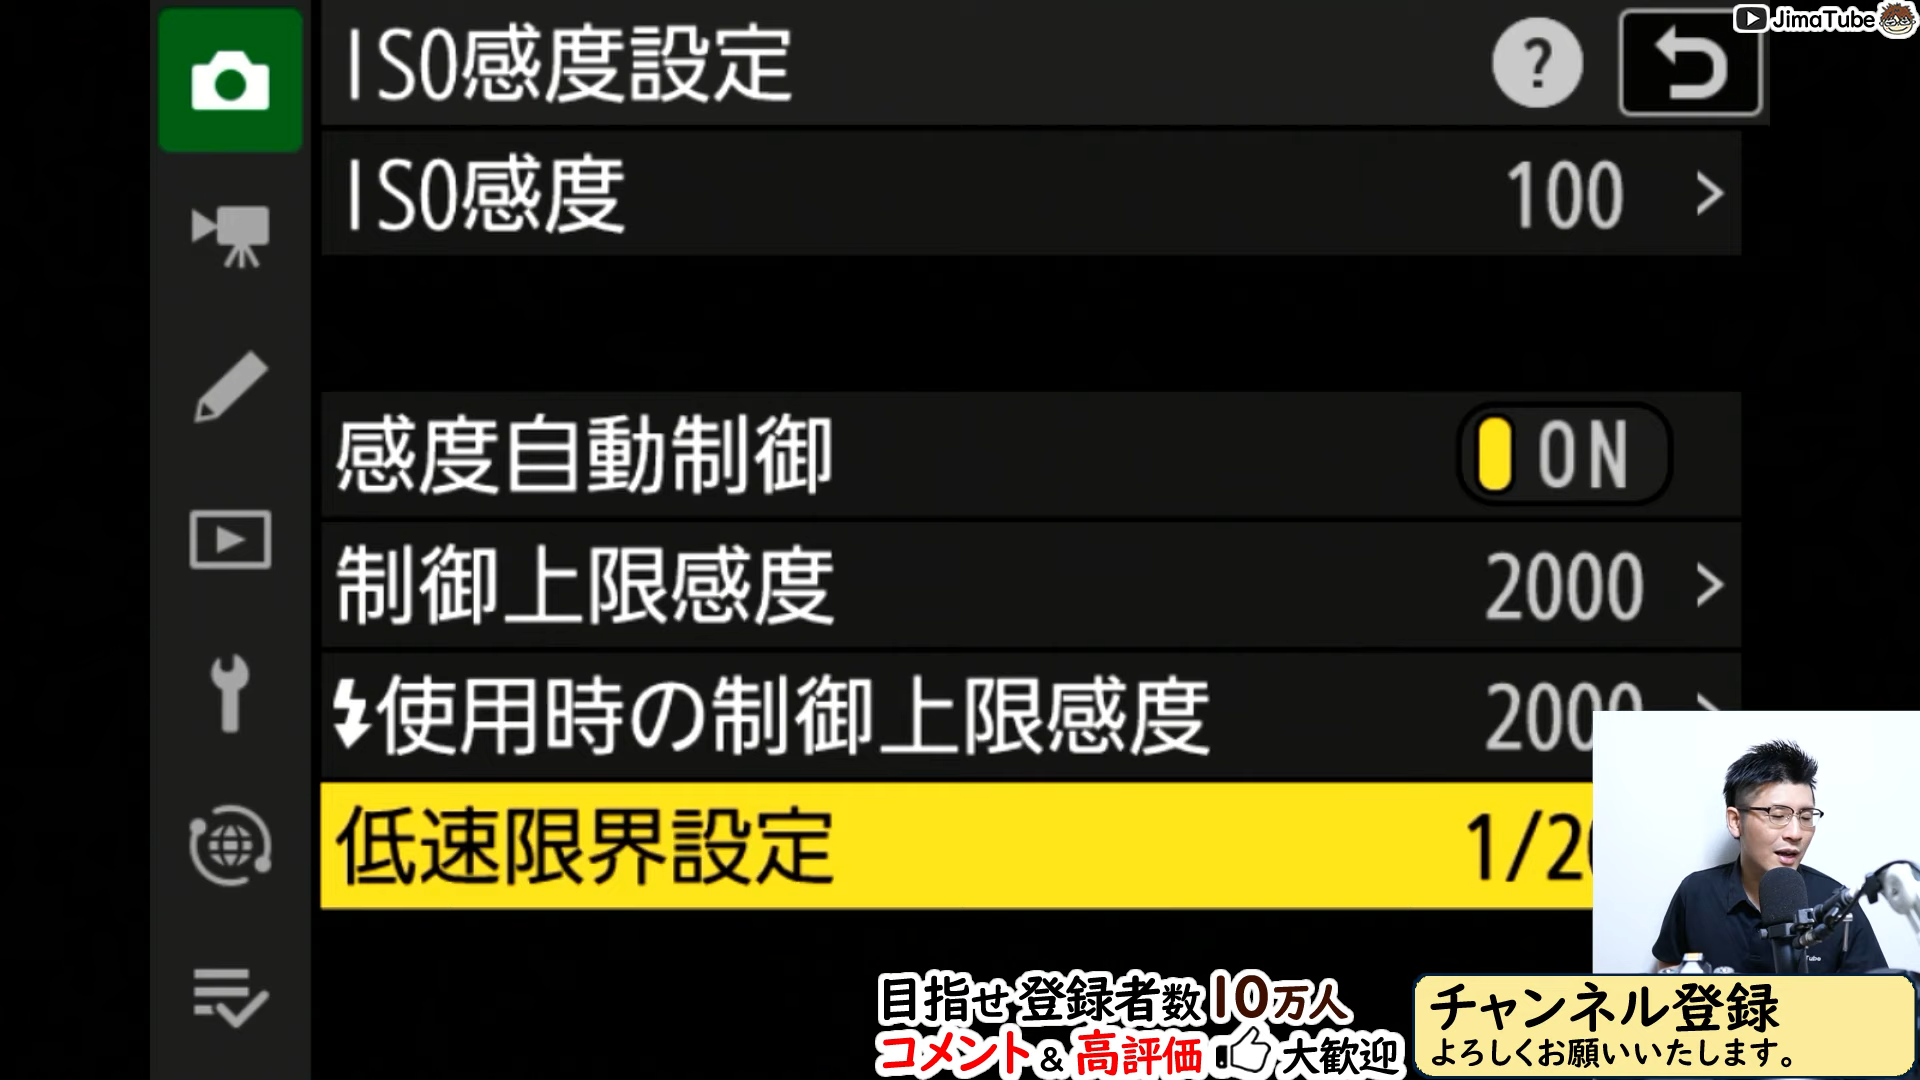 JimaTube
ISO感度設定 ?
ISO感度 100 >
感度自動制御 ON
制御上限感度 2000 >
使用時の制御上限感度
低速限界設定
目指せ登録者数10万人
コメント&高評価 大歓迎
チャンネル登録
よろしくお願いいたします。